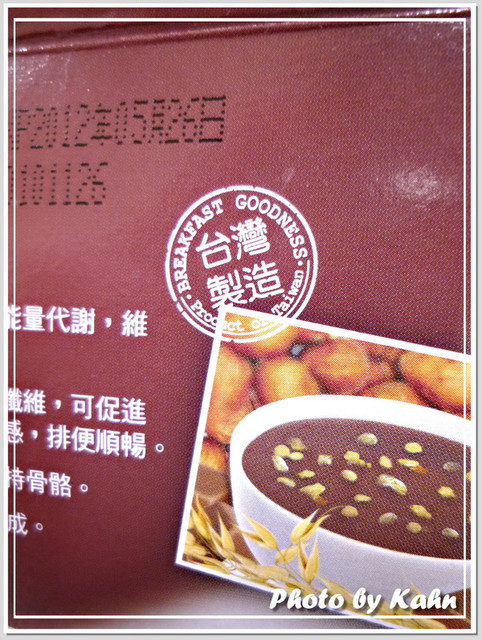 2012年05月26日
101126
BREAKFAST GOODNESS
台灣
製造
Product of Taiwan
能量代謝，維
纖維，可促進
感，排便順暢。
持骨骼。
成。
Photo by Kahn